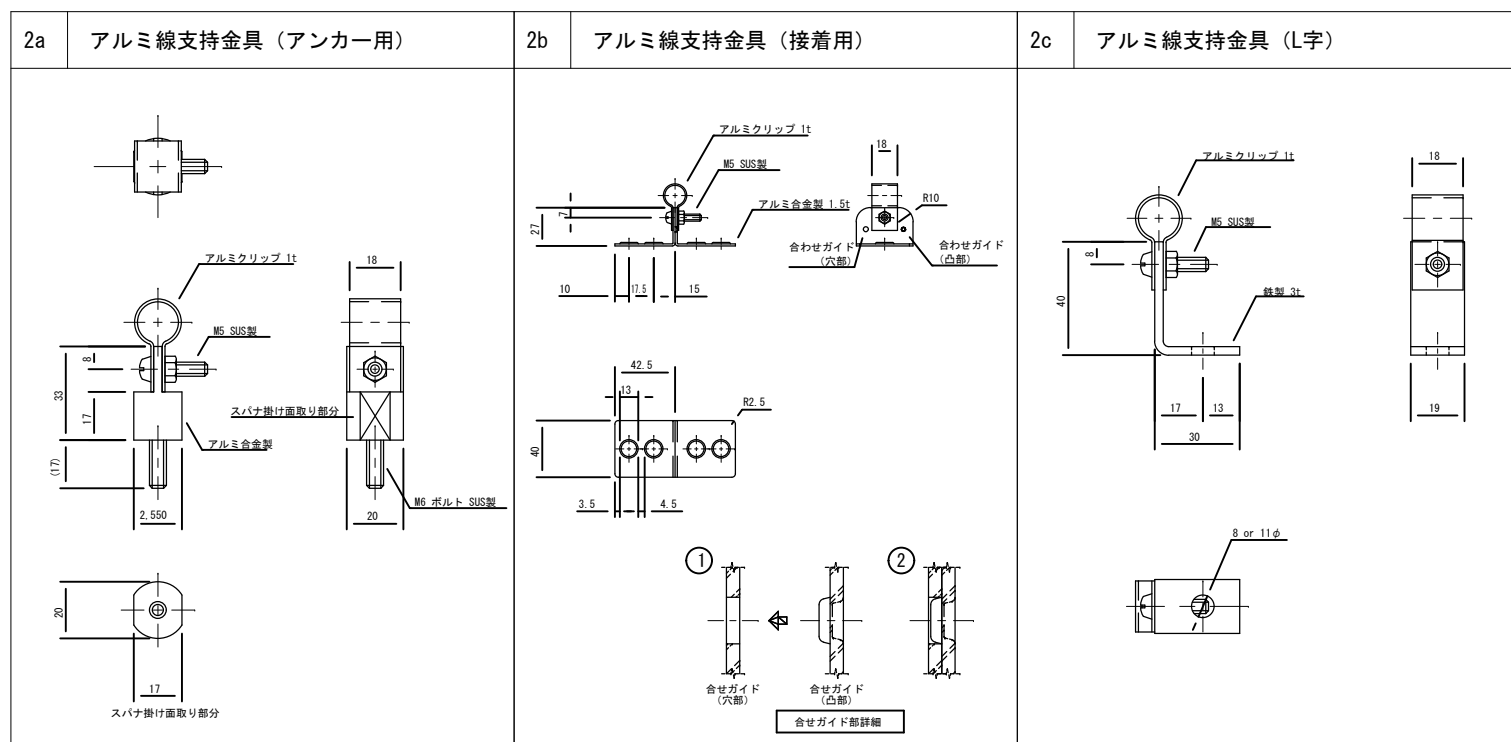 2a アルミ線支持金具（アンカー用）
アルミクリップ 1t
18
M5 SUS製
8
33
17
スパナ掛け面取り部分
アルミ合金製
(17)
M6 ボルト SUS製
2,550
20
20
17
スパナ掛け面取り部分
2b アルミ線支持金具（接着用）
アルミクリップ 1t
18
M5 SUS製
7
27
アルミ合金製 1.5t
R10
合わせガイド
(穴部)
合わせガイド
(凸部)
10
17.5
15
42.5
13
R2.5
40
3.5
4.5
1
2
合せガイド
(穴部)
合せガイド
(凸部)
合せガイド部詳細
2c アルミ線支持金具（L字）
アルミクリップ 1t
18
M5 SUS製
8
40
鉄製 3t
17
13
30
19
8 or 11φ